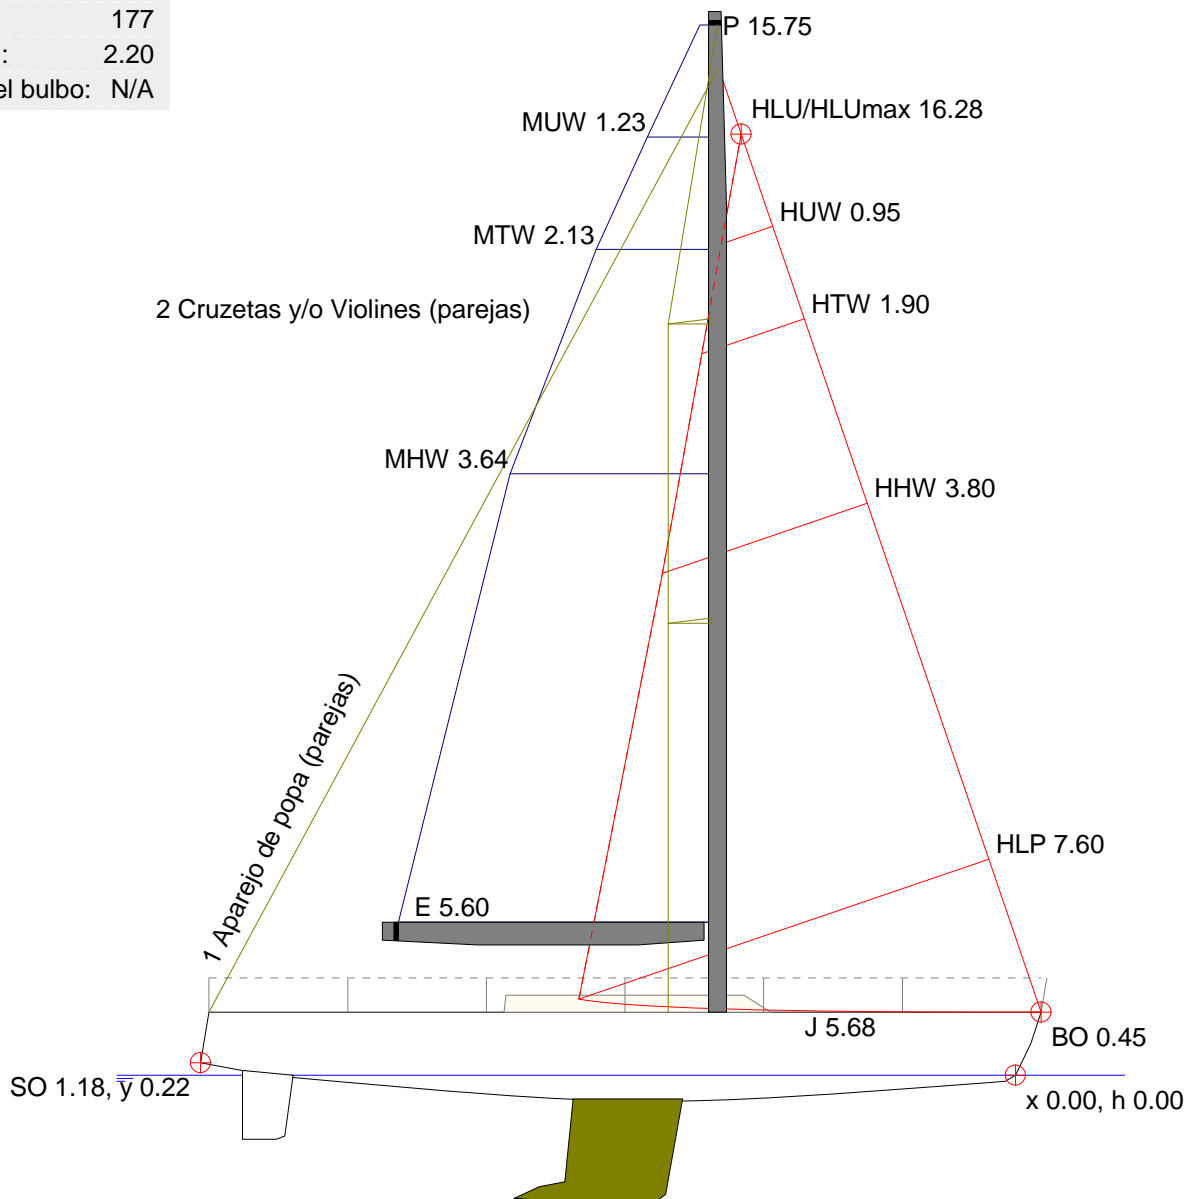 177
: 2.20
el bulbo: N/A
P 15.75
MUW 1.23
HLU/HLUmax 16.28
HUW 0.95
MTW 2.13
HTW 1.90
2 Cruzetas y/o Violines (parejas)
MHW 3.64
HHW 3.80
1 Aparejo de popa (parejas)
HLP 7.60
E 5.60
J 5.68
BO 0.45
SO 1.18, y 0.22
x 0.00, h 0.00